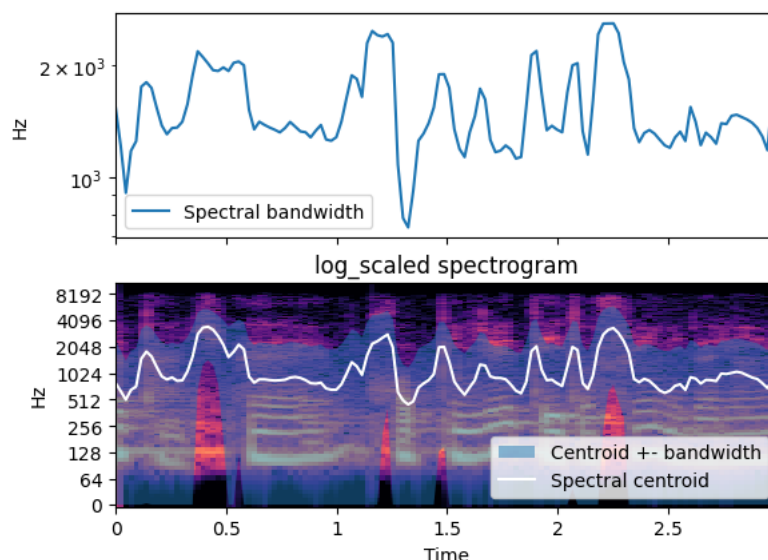 2 × 10³
Hz
10³
Spectral bandwidth
log_scaled spectrogram
8192
4096
2048
1024
Hz
512
256
128
64
0
Centroid +- bandwidth
Spectral centroid
0 0.5 1 1.5 2 2.5
Time